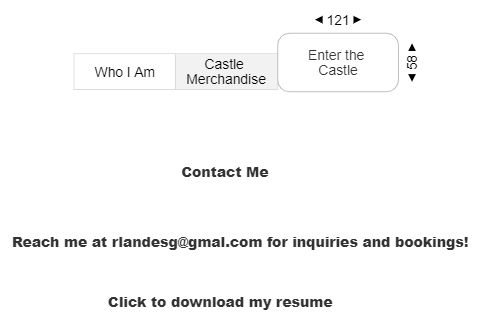 121
Who I Am
Castle
Merchandise
Enter the
Castle
58
Contact Me
Reach me at rlandesg@gmal.com for inquiries and bookings!
Click to download my resume